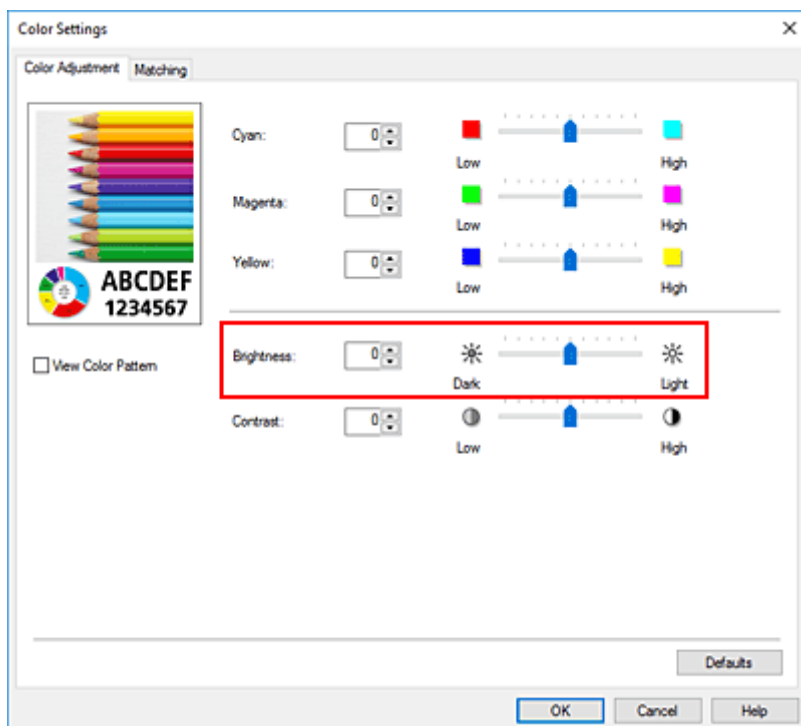 Color Settings
Color Adjustment Matching
Cyan: 0
Low High
Magenta: 0
Low High
Yellow: 0
Low High
ABCDEF
1234567
View Color Pattern
Brightness: 0
Dark Light
Contrast: 0
Low High
Defaults
OK Cancel Help